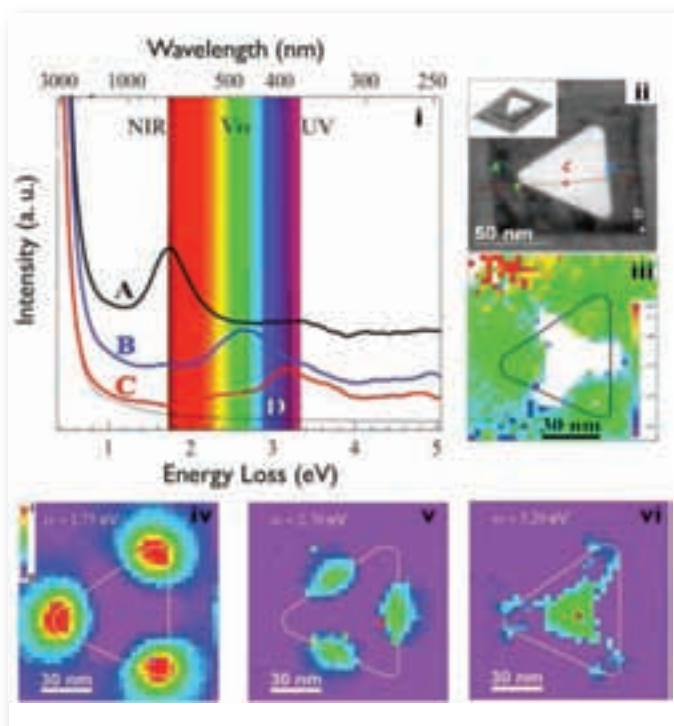 Wavelength (nm)
3000 1000 500 400 300 250
NIR Vis UV
i
Intensity (a. u.)
A
B
C
D
1 2 3 4 5
Energy Loss (eV)
ii
50 nm
iii
30 nm
iv
30 nm
v
30 nm
vi
30 nm